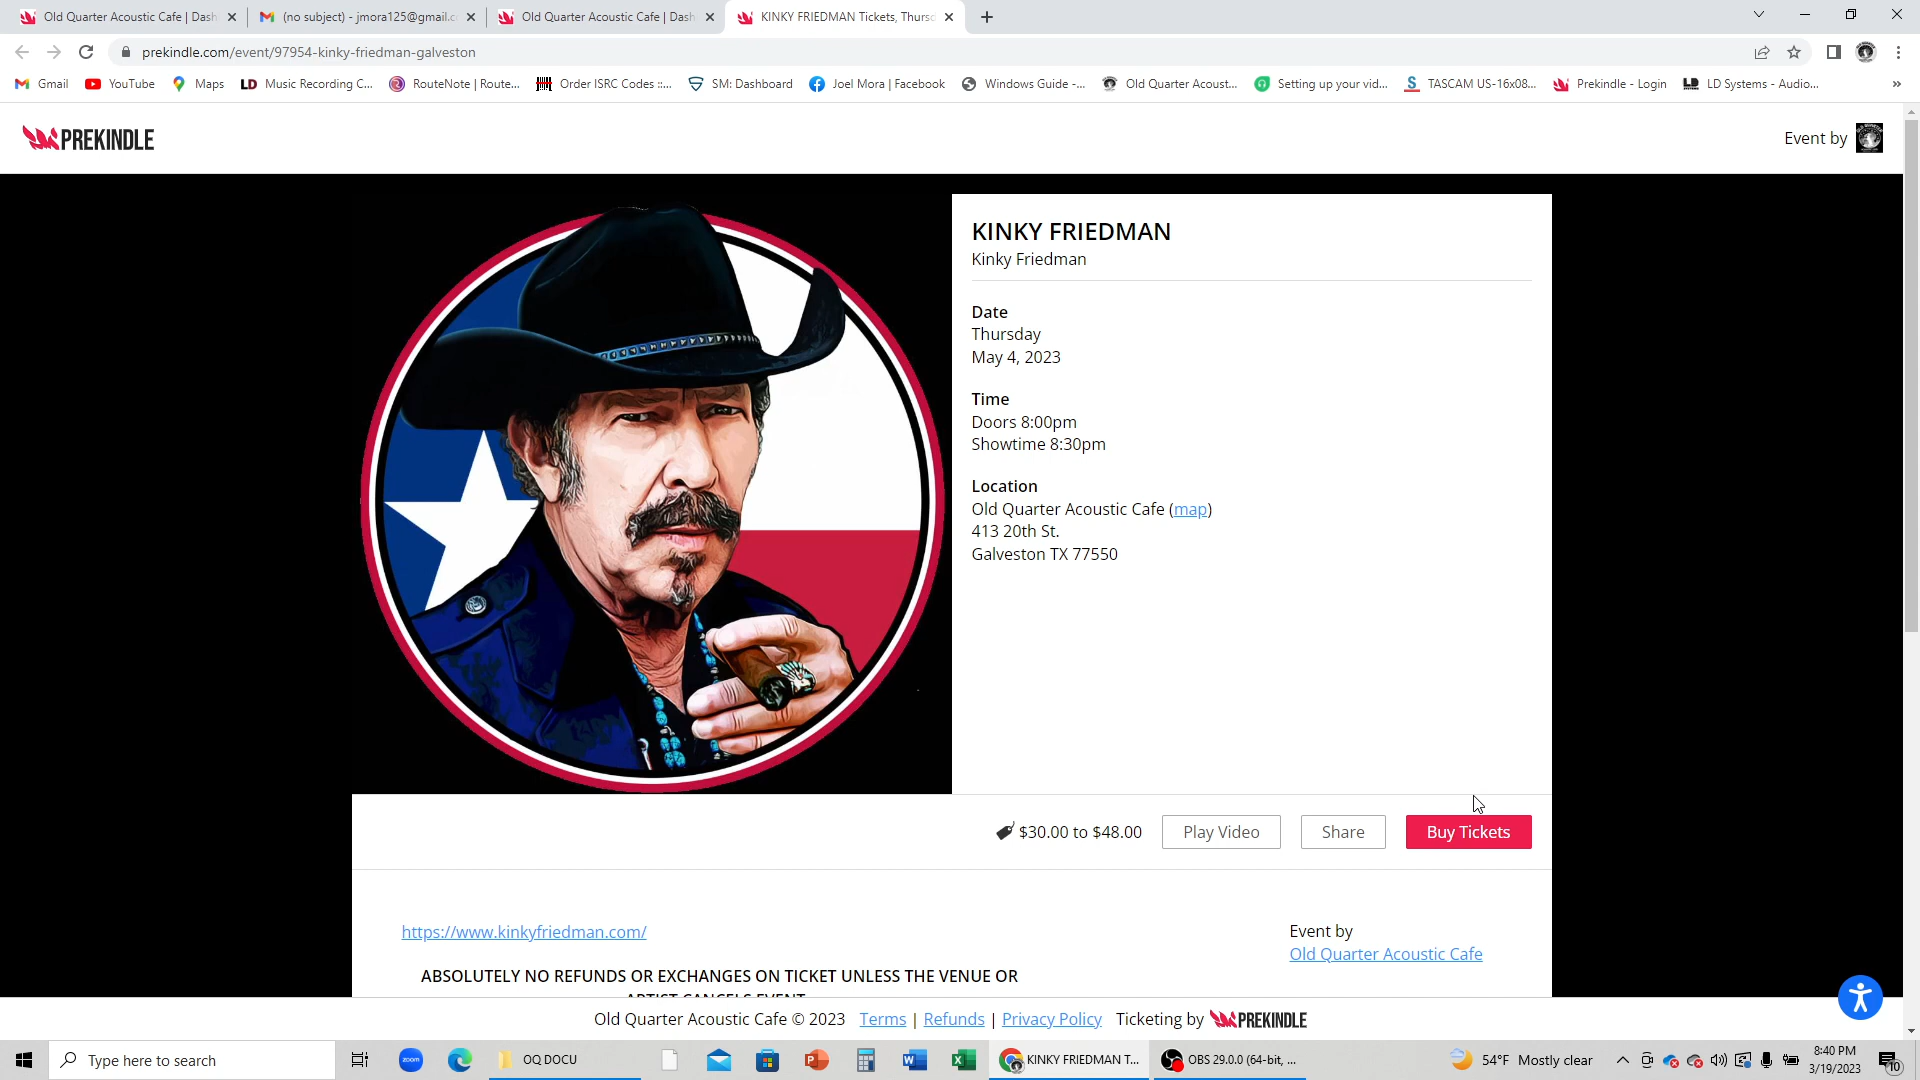 Old Quarter Acoustic Cafe | Dash
(no subject) - jmora125@gmail.c
Old Quarter Acoustic Cafe | Dash
KINKY FRIEDMAN Tickets, Thursd
prekindle.com/event/97954-kinky-friedman-galveston
Gmail
YouTube
Maps
LD Music Recording C...
RouteNote | Route...
Order ISRC Codes ::...
SM: Dashboard
Joel Mora | Facebook
Windows Guide -...
Old Quarter Acoust...
Setting up your vid...
TASCAM US-16x08...
Prekindle - Login
LD Systems - Audio...
PREKINDLE
Event by
KINKY FRIEDMAN
Kinky Friedman
Date
Thursday
May 4, 2023
Time
Doors 8:00pm
Showtime 8:30pm
Location
Old Quarter Acoustic Cafe (map)
413 20th St.
Galveston TX 77550
$30.00 to $48.00
Play Video
Share
Buy Tickets
https://www.kinkyfriedman.com/
Event by
Old Quarter Acoustic Cafe
ABSOLUTELY NO REFUNDS OR EXCHANGES ON TICKET UNLESS THE VENUE OR
ARTIST CANCELS EVENT
Old Quarter Acoustic Cafe © 2023 Terms | Refunds | Privacy Policy Ticketing by PREKINDLE
Type here to search
zoom
OQ DOCU
KINKY FRIEDMAN T...
OBS 29.0.0 (64-bit, ...
54°F Mostly clear
8:40 PM
3/19/2023
10